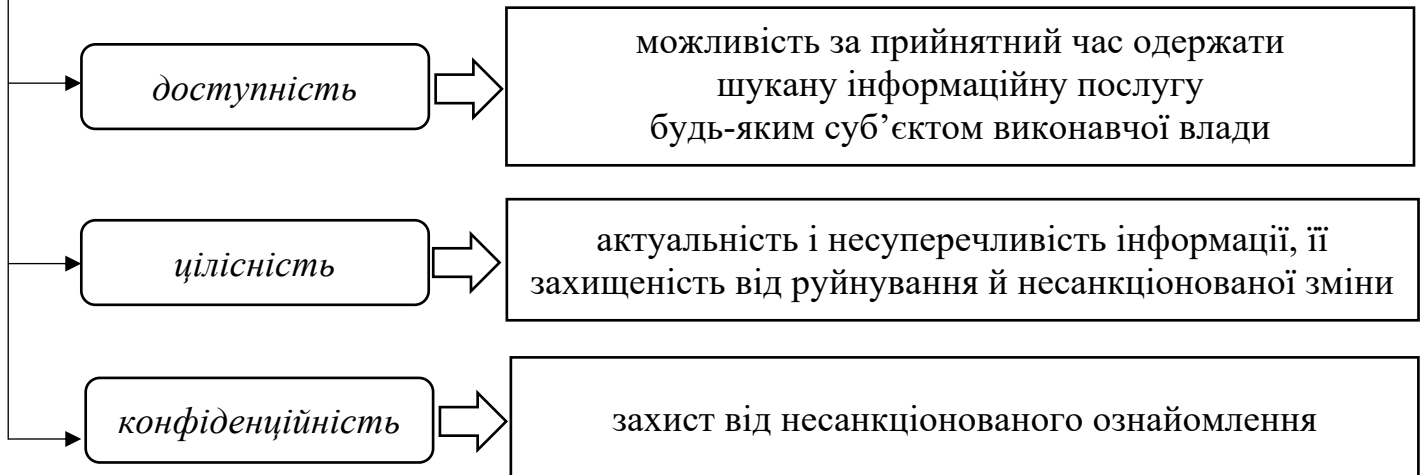 доступність
можливість за прийнятний час одержати
шукану інформаційну послугу
будь-яким суб’єктом виконавчої влади
цілісність
актуальність і несуперечливість інформації, її
захищеність від руйнування й несанкціонованої зміни
конфіденційність
захист від несанкціонованого ознайомлення